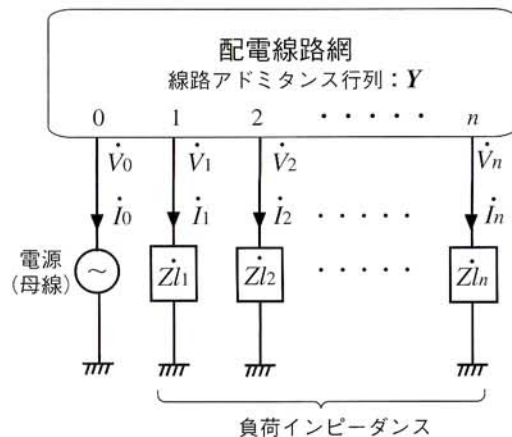 配電線路網
線路アドミタンス行列：Y
0 1 2 ・・・・・ n
V̇0 V̇1 V̇2 V̇n
İ0 İ1 İ2 ・・・・・ İn
電源
(母線)
～ Żl1 Żl2 ・・・・・ Żln
負荷インピーダンス